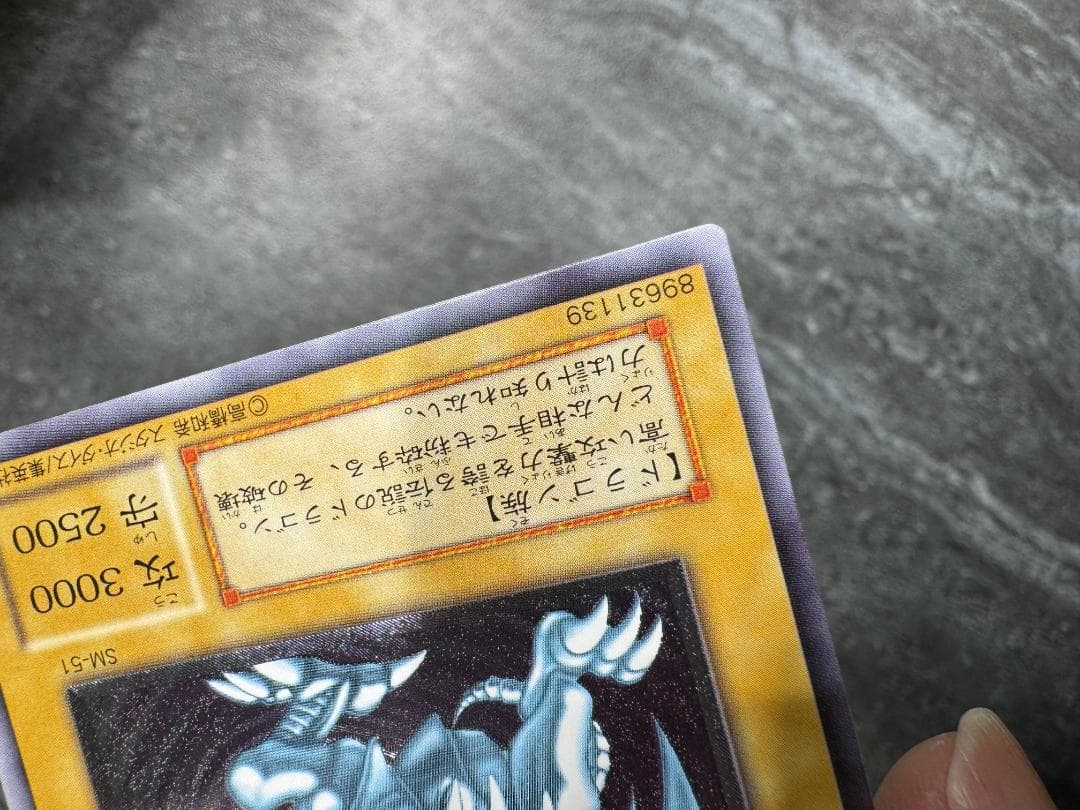 SM-51
【ドラゴン族】
高い攻撃力を誇る伝説のドラゴン。
どんな相手でも粉砕する、その破壊
力は計り知れない。
攻 3000
守 2500
89631139
©高橋和希 スタジオ・ダイス/集英社